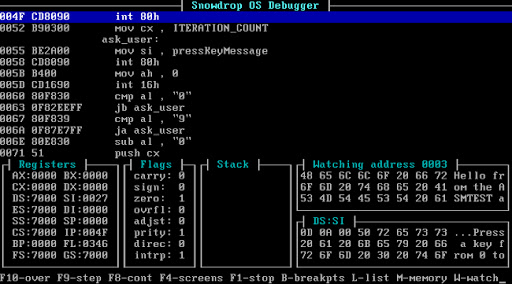 Snowdrop OS Debugger
004F CD8090 int 80h
0052 B90300 mov cx , ITERATION_COUNT
ask_user:
0055 BE2A00 mov si , pressKeyMessage
0058 CD8090 int 80h
005B B400 mov ah , 0
005D CD1690 int 16h
0060 80F830 cmp al , "0"
0063 0F82EEFF jb ask_user
0067 80F839 cmp al , "9"
006A 0F87E7FF ja ask_user
006E 80E830 sub al , "0"
0071 51 push cx
Registers Flags Stack Watching address 0003
AX:0000 BX:0000 carry: 0 48 65 6C 6C 6F 20 66 72 Hello fr
CX:0000 DX:0000 sign: 0 6F 6D 20 74 68 65 20 41 om the A
DS:7000 SI:0027 zero: 1 53 4D 54 45 53 54 20 61 SMTEST a
ES:7000 DI:0000 ovrfl: 0
SS:7000 SP:0000 adjst: 0 DS:SI
CS:7000 IP:004F prity: 1 0D 0A 00 50 72 65 73 73 ...Press
BP:0000 FL:0346 direc: 0 20 61 20 6B 65 79 20 66 a key f
FS:7000 GS:7000 intrp: 1 72 6F 6D 20 30 20 74 6F rom 0 to
F10-over F9-step F8-cont F4-screens F1-stop B-breakpts L-list M-memory W-watch_